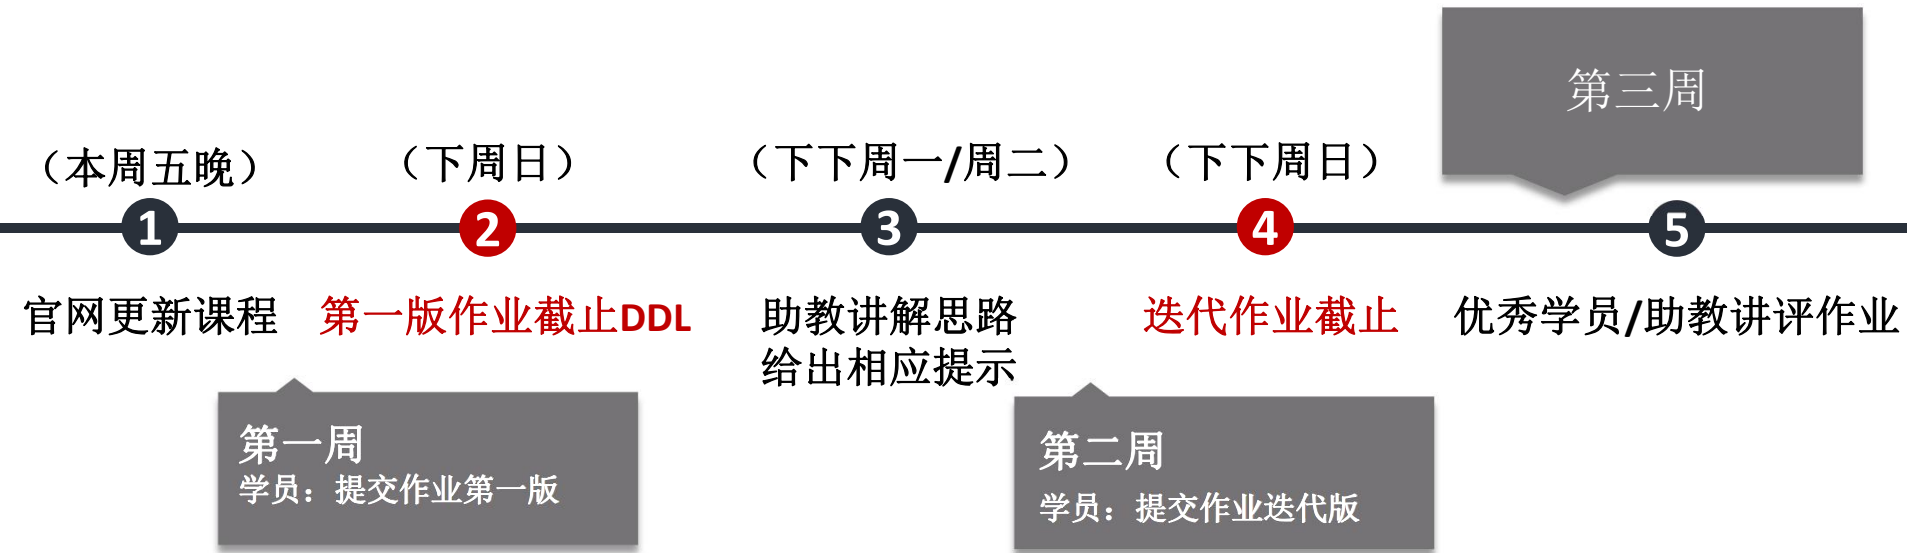 第三周
（本周五晚）
（下周日）
（下下周一/周二）
（下下周日）
1
2
3
4
5
官网更新课程
第一版作业截止DDL
助教讲解思路
给出相应提示
迭代作业截止
优秀学员/助教讲评作业
第一周
学员：提交作业第一版
第二周
学员：提交作业迭代版